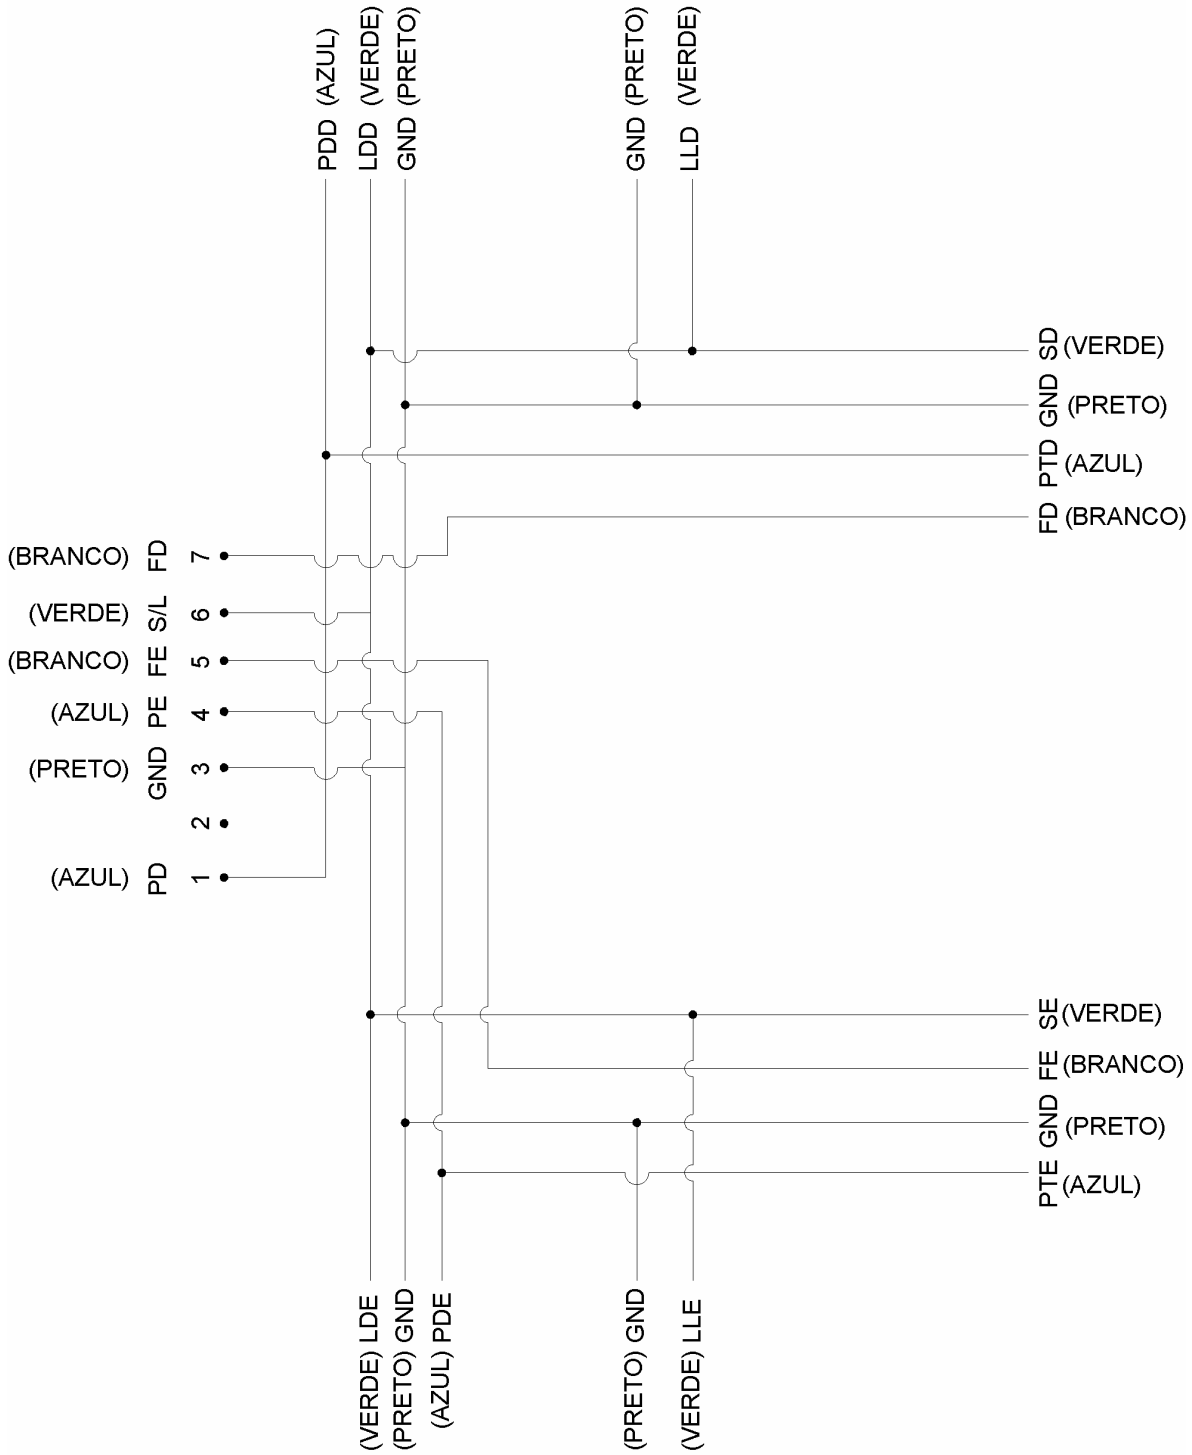 PDD (AZUL)
LDD (VERDE)
GND (PRETO)
GND (PRETO)
LLD (VERDE)
SD (VERDE)
GND (PRETO)
PTD (AZUL)
FD (BRANCO)
(BRANCO) FD 7
(VERDE) S/L 6
(BRANCO) FE 5
(AZUL) PE 4
(PRETO) GND 3
2
(AZUL) PD 1
SE (VERDE)
FE (BRANCO)
GND (PRETO)
PTE (AZUL)
(VERDE) LDE
(PRETO) GND
(AZUL) PDE
(PRETO) GND
(VERDE) LLE